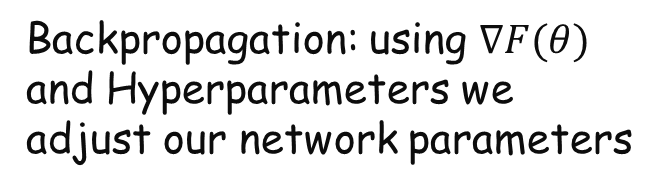 Backpropagation: using ∇F(θ)
and Hyperparameters we
adjust our network parameters